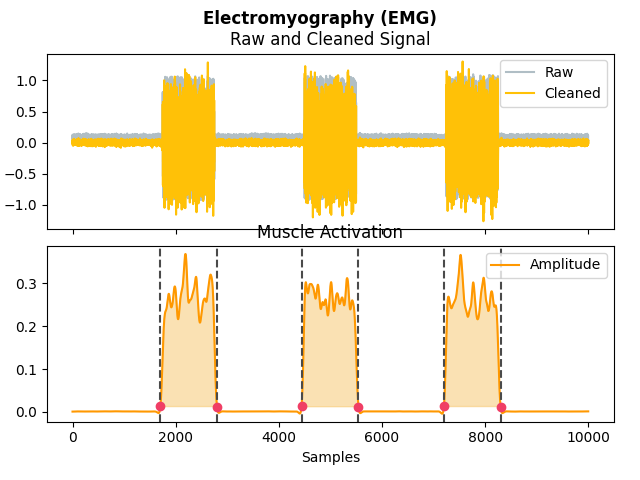 Electromyography (EMG)
Raw and Cleaned Signal
Raw
Cleaned
1.0
0.5
0.0
−0.5
−1.0
Muscle Activation
Amplitude
0.3
0.2
0.1
0.0
0 2000 4000 6000 8000 10000
Samples